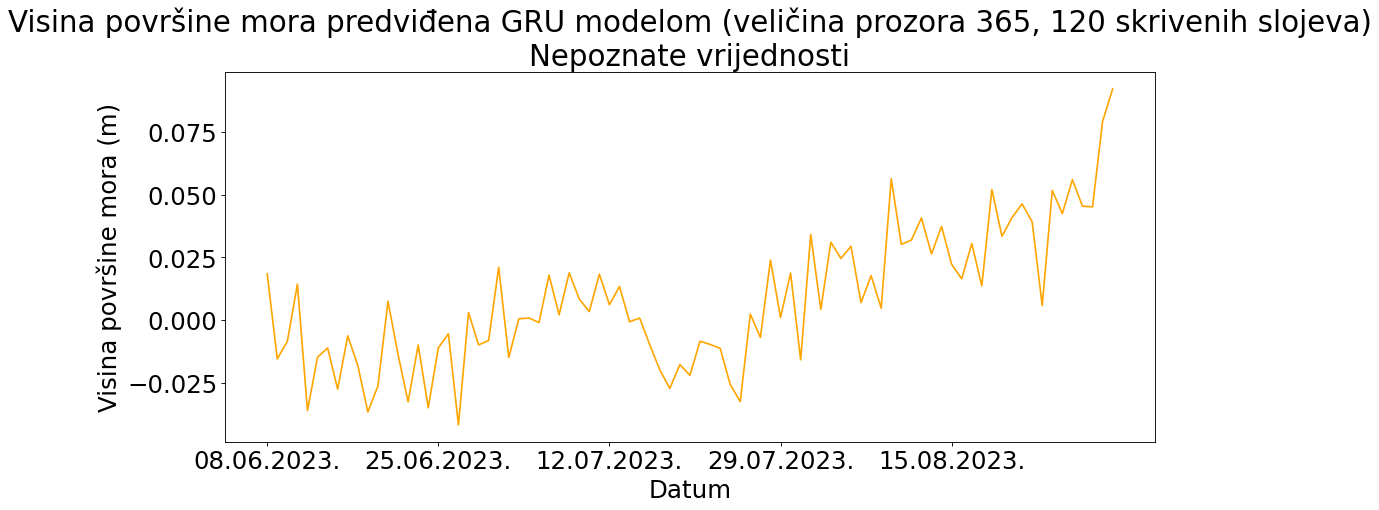 Visina površine mora predviđena GRU modelom (veličina prozora 365, 120 skrivenih slojeva)
Nepoznate vrijednosti
Visina površine mora (m)
0.075
0.050
0.025
0.000
−0.025
08.06.2023. 25.06.2023. 12.07.2023. 29.07.2023. 15.08.2023.
Datum